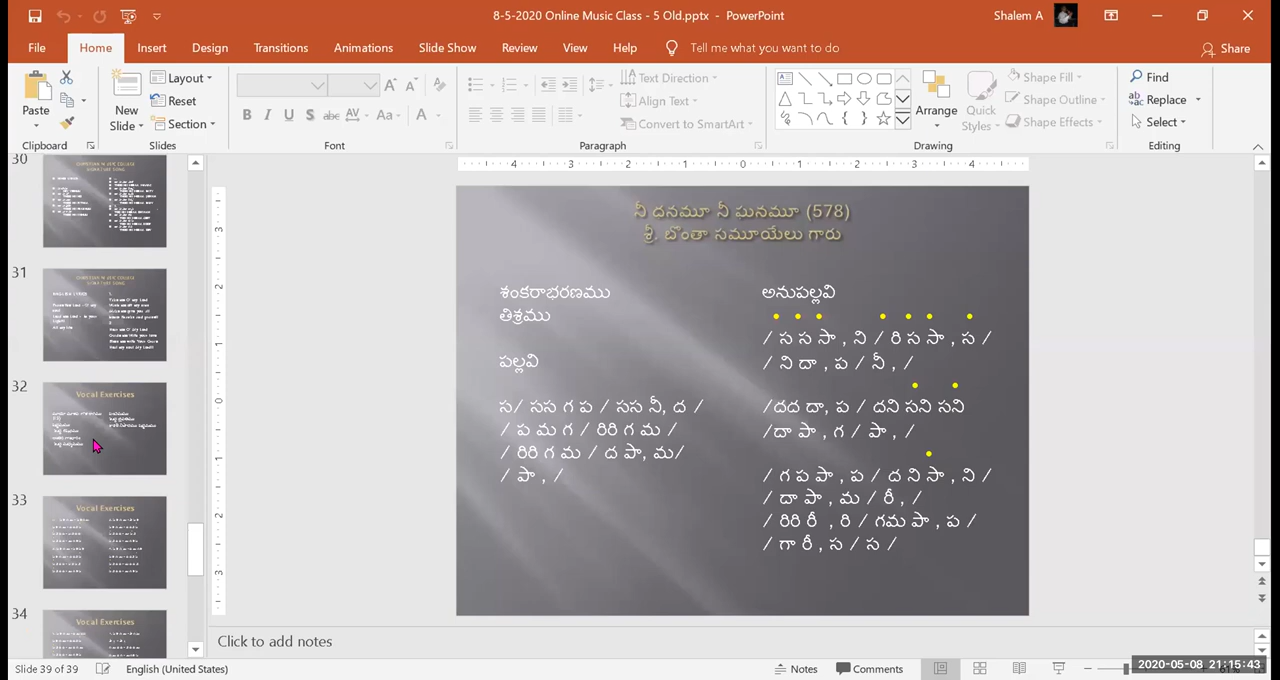 8-5-2020 Online Music Class - 5 Old.pptx - PowerPoint
Shalem A
File Home Insert Design Transitions Animations Slide Show Review View Help Tell me what you want to do Share
Paste
New Slide
Layout
Reset
Section
Text Direction
Align Text
Convert to SmartArt
Arrange
Quick Styles
Shape Fill
Shape Outline
Shape Effects
Find
Replace
Select
Clipboard Slides Font Paragraph Drawing Editing
30
31
32
Vocal Exercises
33
Vocal Exercises
34
Vocal Exercises
నీ దనమూ నీ ఘనమూ (578)
శ్రీ. బొంతా సమూయేలు గారు
శంకరాభరణము
తిశ్రము
పల్లవి
స/ సస గ ప / సస నీ, ద /
/ ప మ గ / రిరి గ మ /
/ రిరి గ మ / ద పా, మ/
/ పా , /
అనుపల్లవి
/ స స సా , ని / రి స సా , స /
/ ని దా , ప / నీ , /
/దద దా, ప / దని సని సని
/దా పా , గ / పా , /
/ గ ప పా , ప / ద ని సా , ని /
/ దా పా , మ / రీ , /
/ రిరి రీ , రి / గమ పా , ప /
/ గా రీ , స / స /
Click to add notes
Slide 39 of 39 English (United States) Notes Comments
2020-05-08 21:15:43